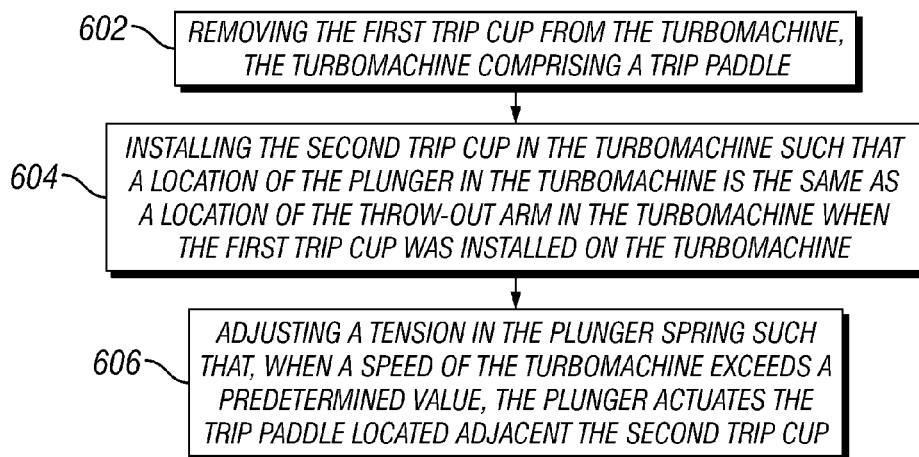 602
REMOVING THE FIRST TRIP CUP FROM THE TURBOMACHINE,
THE TURBOMACHINE COMPRISING A TRIP PADDLE
604
INSTALLING THE SECOND TRIP CUP IN THE TURBOMACHINE SUCH THAT
A LOCATION OF THE PLUNGER IN THE TURBOMACHINE IS THE SAME AS
A LOCATION OF THE THROW-OUT ARM IN THE TURBOMACHINE WHEN
THE FIRST TRIP CUP WAS INSTALLED ON THE TURBOMACHINE
606
ADJUSTING A TENSION IN THE PLUNGER SPRING SUCH
THAT, WHEN A SPEED OF THE TURBOMACHINE EXCEEDS A
PREDETERMINED VALUE, THE PLUNGER ACTUATES THE
TRIP PADDLE LOCATED ADJACENT THE SECOND TRIP CUP